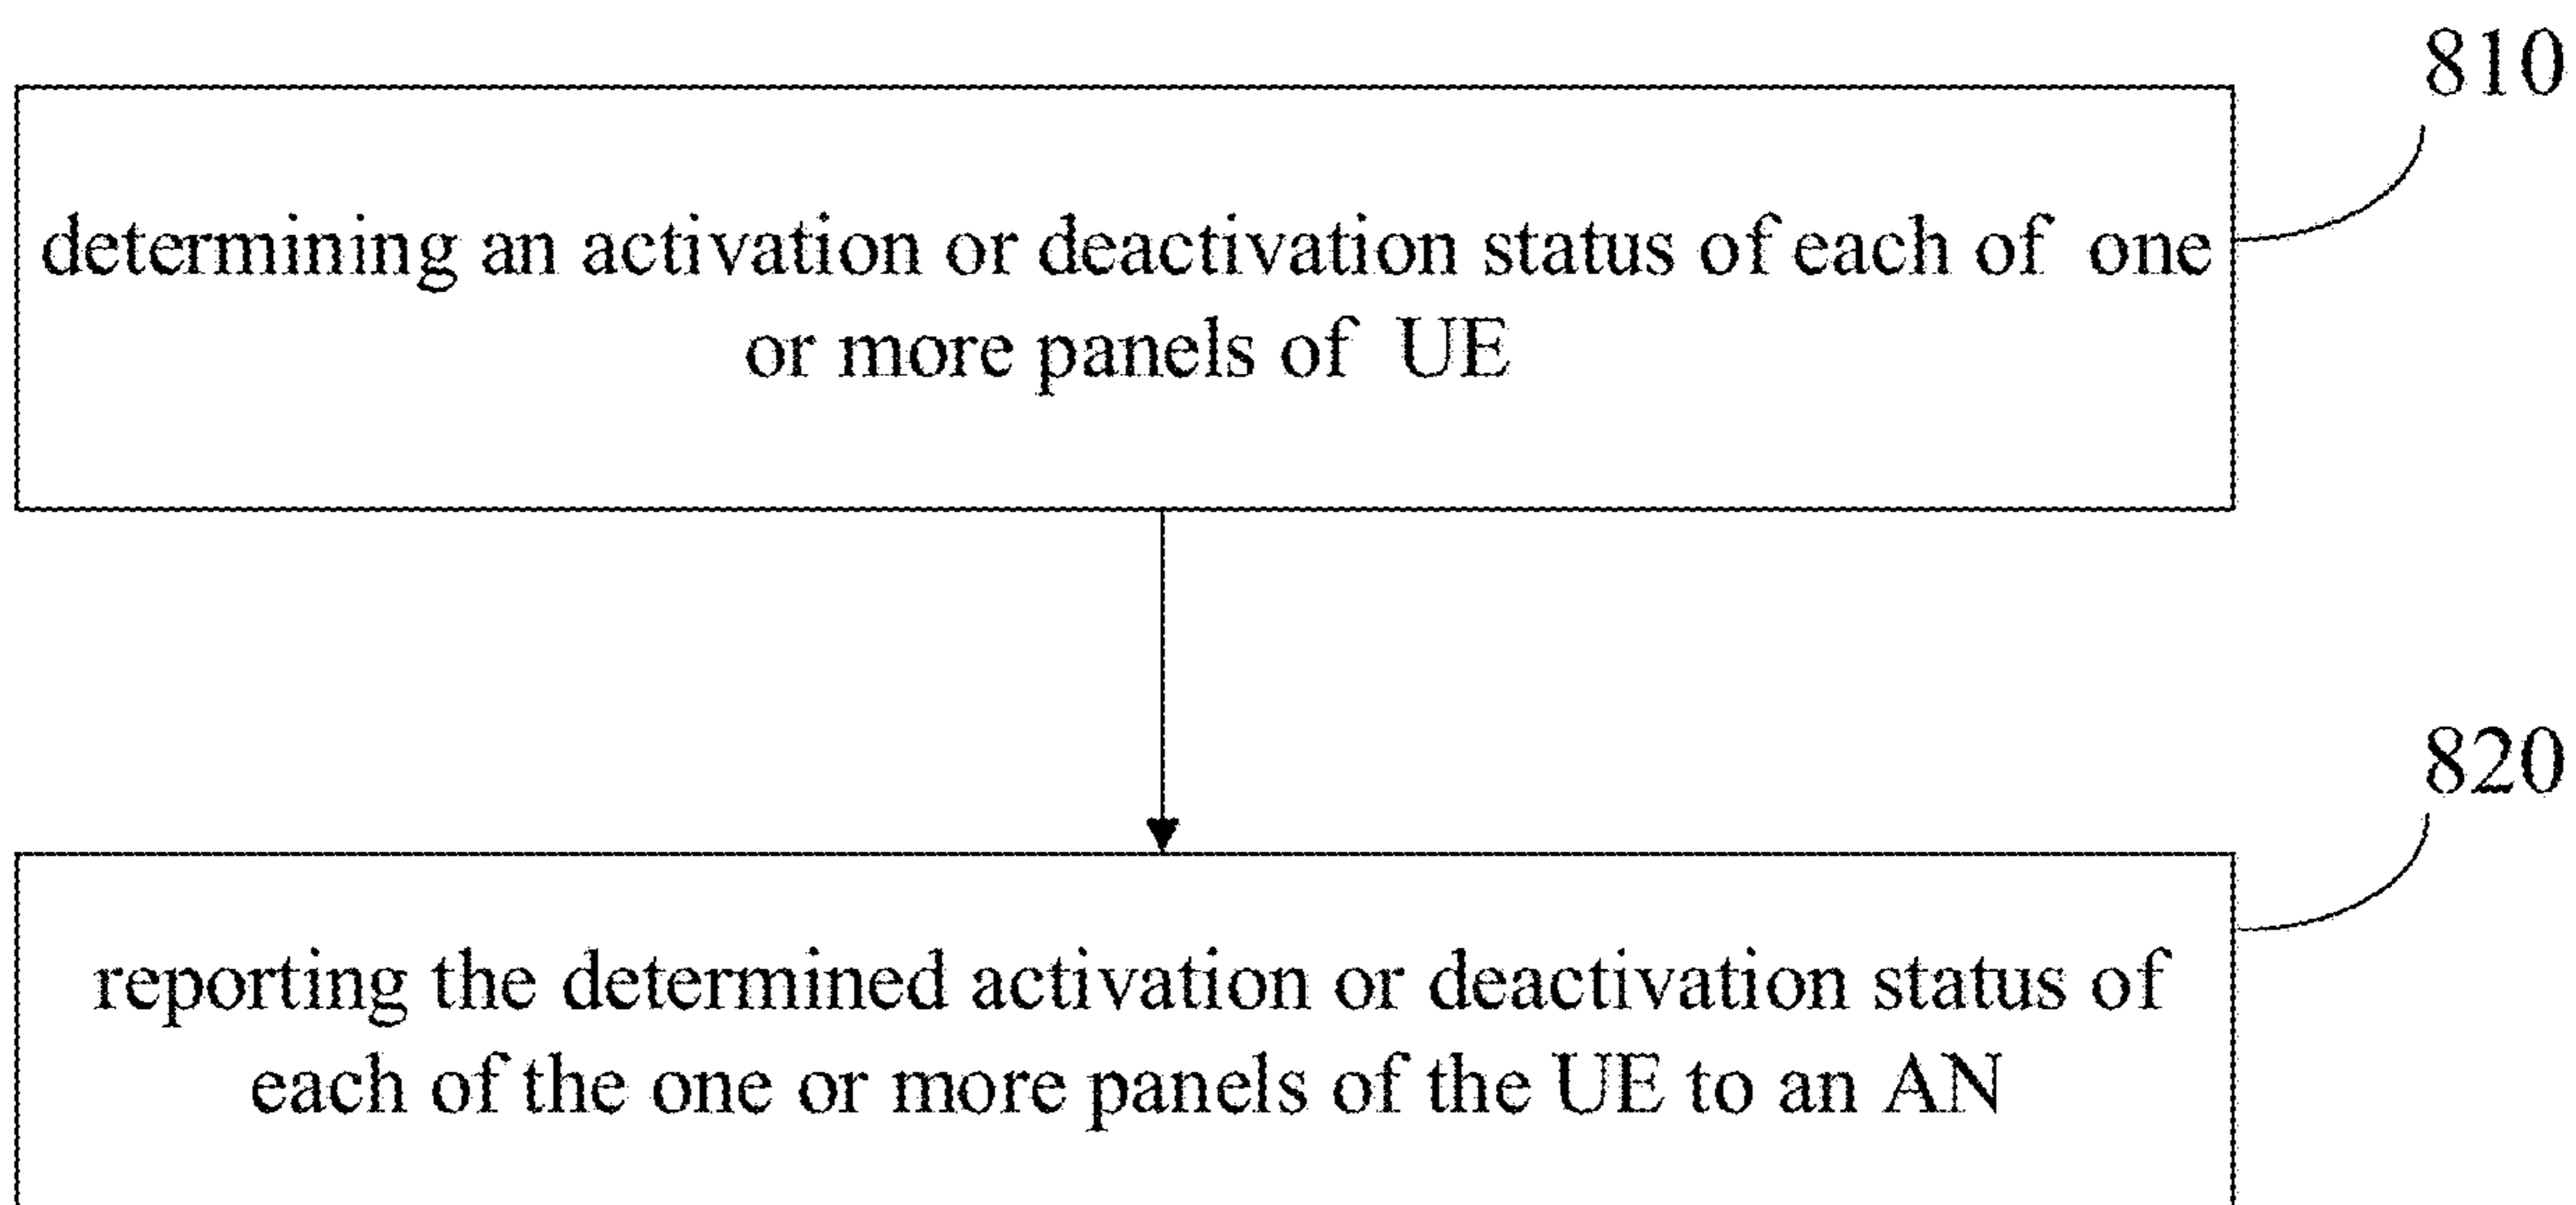 810
determining an activation or deactivation status of each of one
or more panels of UE
820
reporting the determined activation or deactivation status of
each of the one or more panels of the UE to an AN